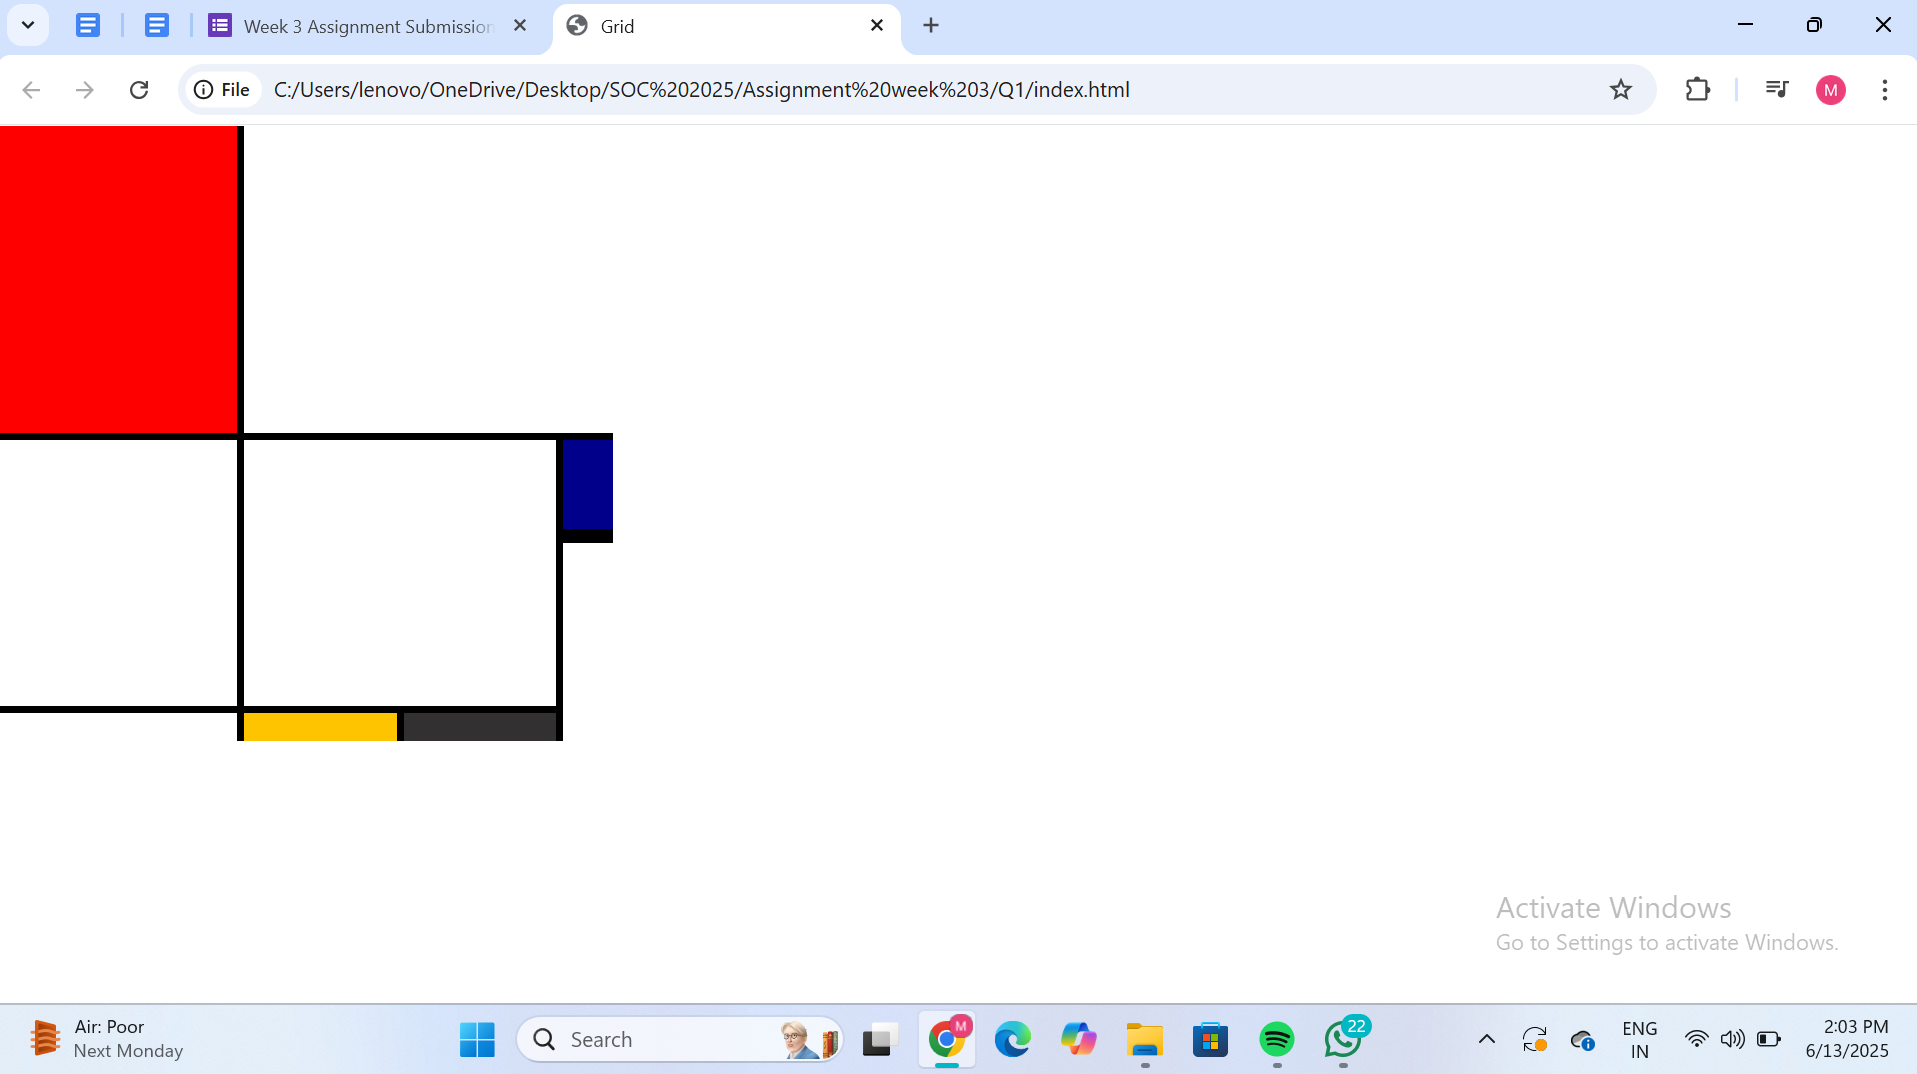 Week 3 Assignment Submission
Grid
File
C:/Users/lenovo/OneDrive/Desktop/SOC%202025/Assignment%20week%203/Q1/index.html
M
Activate Windows
Go to Settings to activate Windows.
Air: Poor
Next Monday
Search
M
22
ENG
IN
2:03 PM
6/13/2025